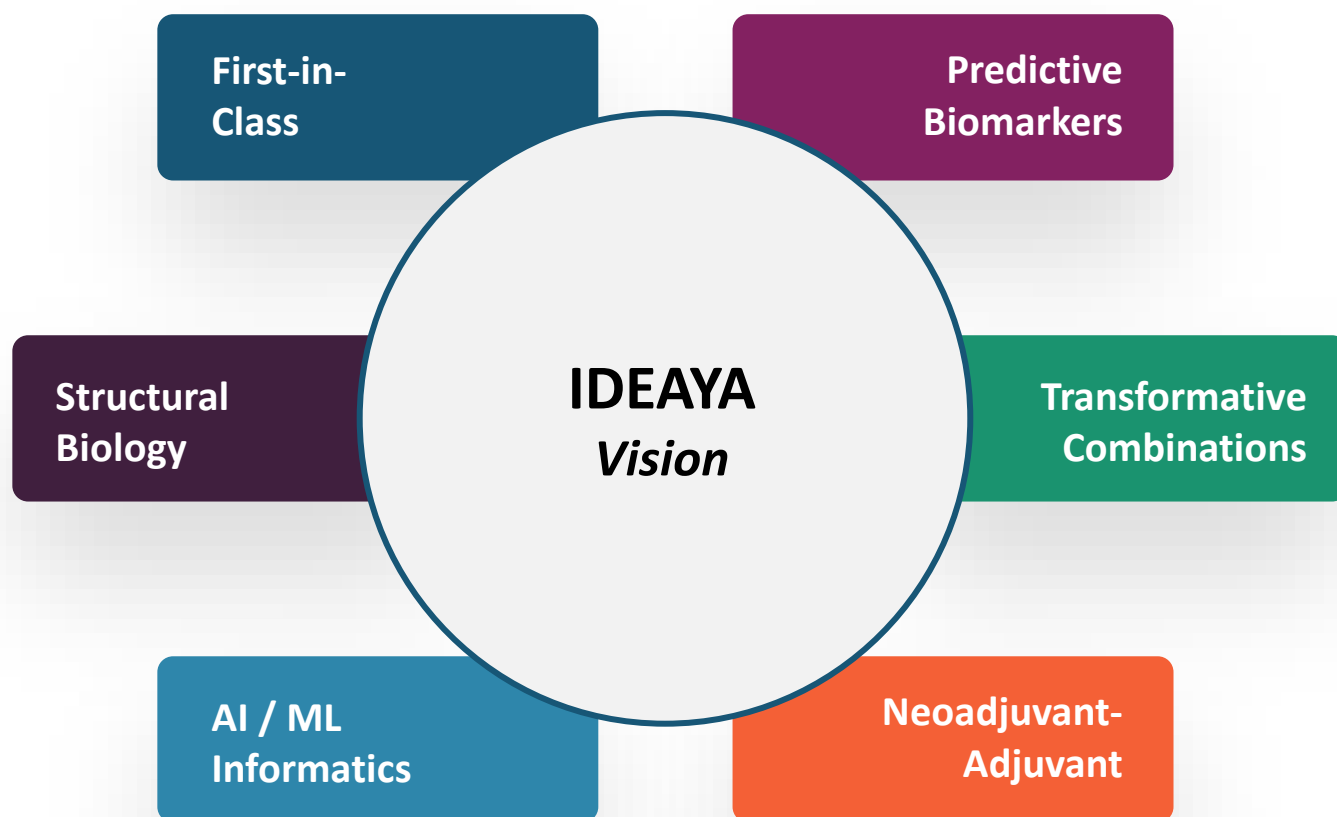 First-in-
Class
Predictive
Biomarkers
Structural
Biology
IDEAYA
Vision
Transformative
Combinations
AI / ML
Informatics
Neoadjuvant-
Adjuvant